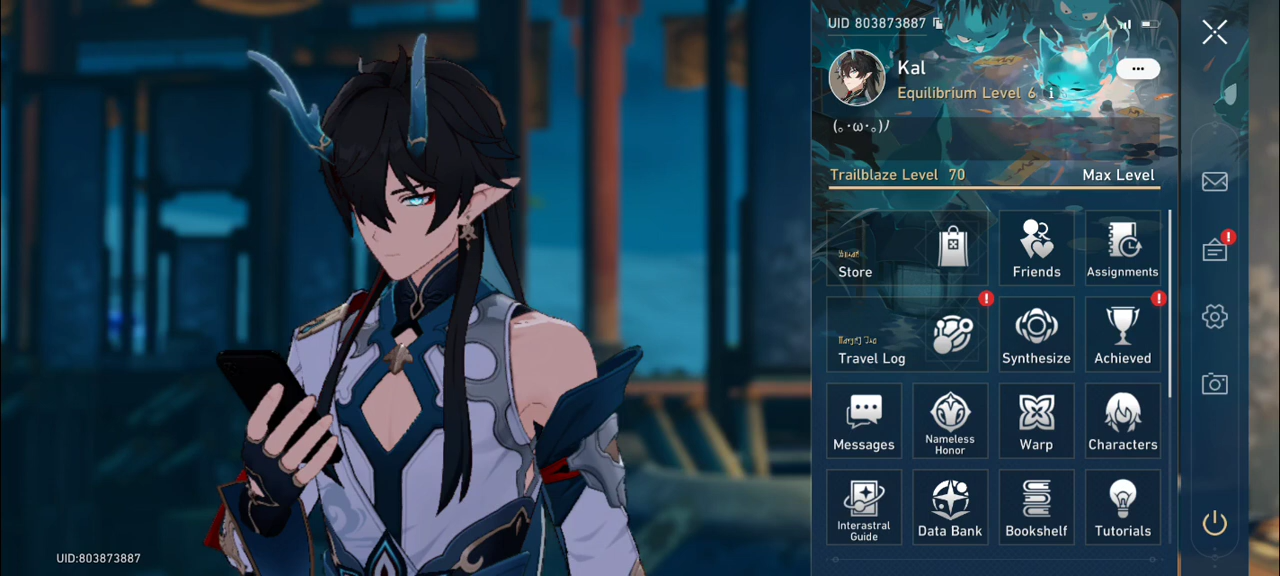 UID 803873887
Kal
Equilibrium Level 6
(｡･ω･｡)ﾉ
Trailblaze Level 70
Max Level
Store
Friends
Assignments
Travel Log
Synthesize
Achieved
Messages
Nameless
Honor
Warp
Characters
Interastral
Guide
Data Bank
Bookshelf
Tutorials
UID:803873887